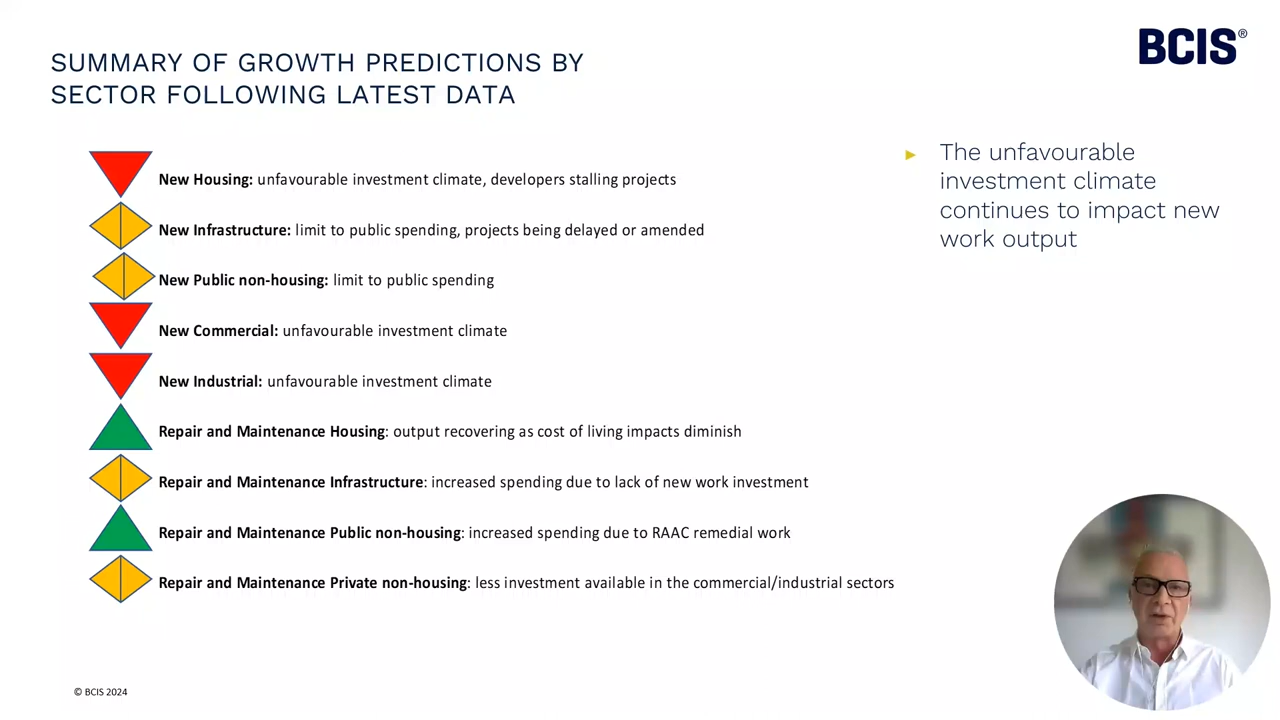 BCIS®
SUMMARY OF GROWTH PREDICTIONS BY
SECTOR FOLLOWING LATEST DATA
New Housing: unfavourable investment climate, developers stalling projects
New Infrastructure: limit to public spending, projects being delayed or amended
New Public non-housing: limit to public spending
New Commercial: unfavourable investment climate
New Industrial: unfavourable investment climate
Repair and Maintenance Housing: output recovering as cost of living impacts diminish
Repair and Maintenance Infrastructure: increased spending due to lack of new work investment
Repair and Maintenance Public non-housing: increased spending due to RAAC remedial work
Repair and Maintenance Private non-housing: less investment available in the commercial/industrial sectors
The unfavourable
investment climate
continues to impact new
work output
© BCIS 2024